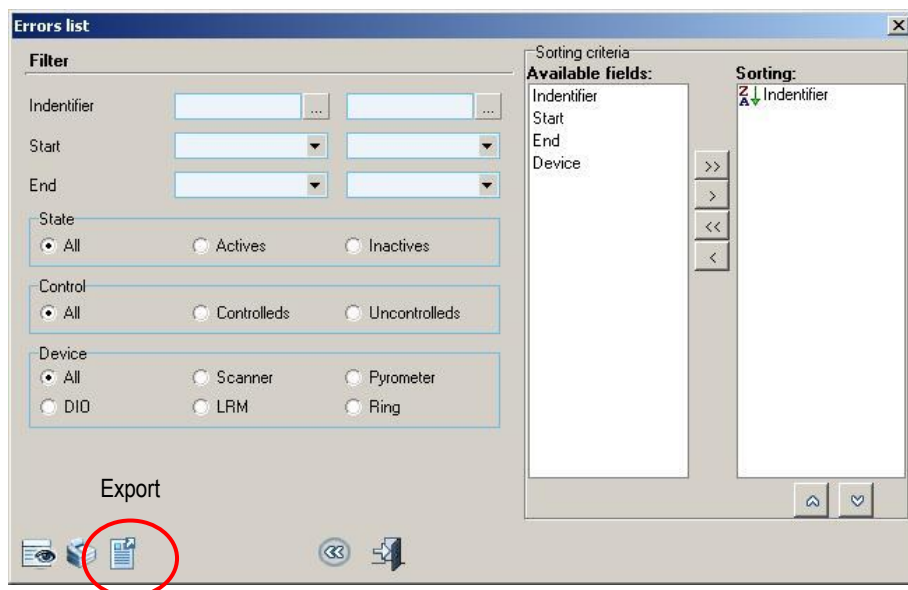 Errors list
Filter
Indentifier
...
...
Start
End
State
All
Actives
Inactives
Control
All
Controlleds
Uncontrolleds
Device
All
Scanner
Pyrometer
DIO
LRM
Ring
Sorting criteria
Available fields:
Indentifier
Start
End
Device
>>
>
<<
<
Sorting:
ZA Indentifier
Export